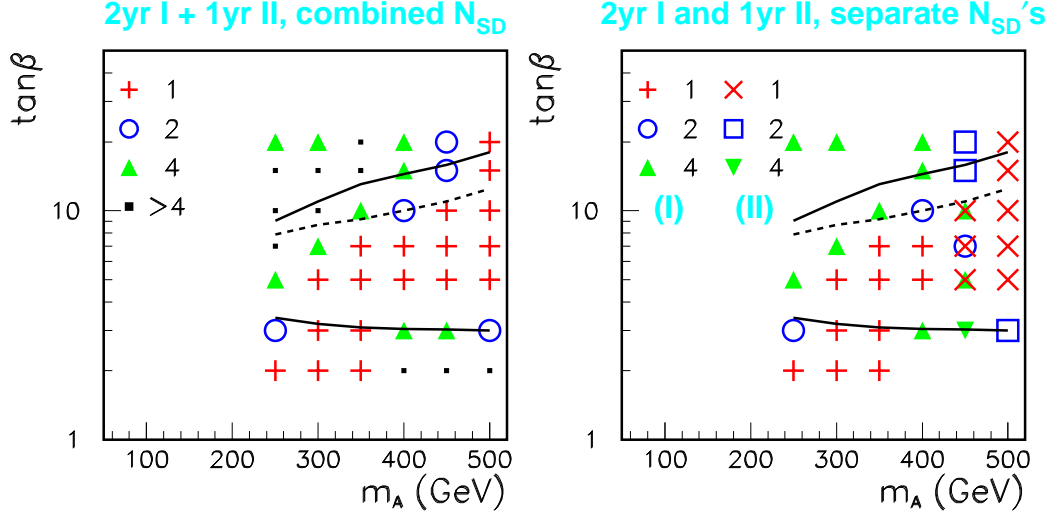 2yr I + 1yr II, combined N_SD
tanβ
1
2
4
>4
10
1
100 200 300 400 500
m_A (GeV)
2yr I and 1yr II, separate N_SD's
tanβ
1 1
2 2
4 4
(I) (II)
10
1
100 200 300 400 500
m_A (GeV)